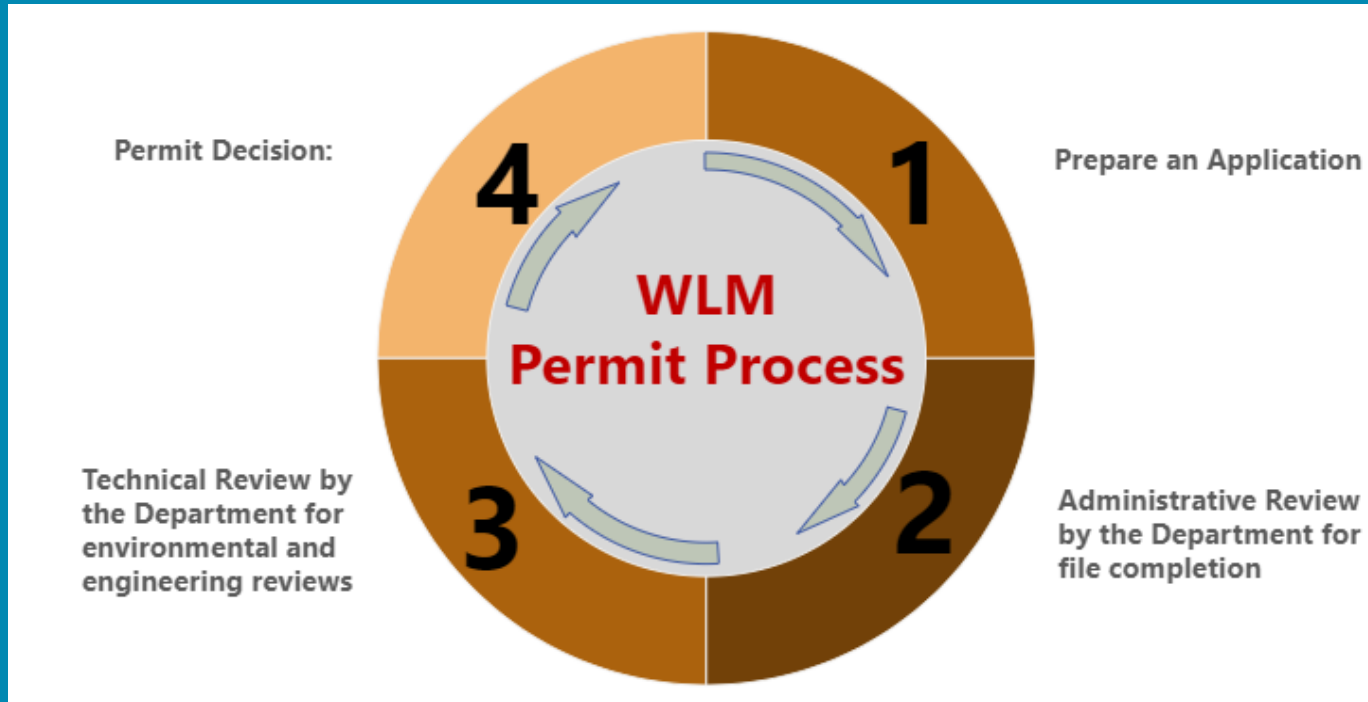 WLM
Permit Process
1
Prepare an Application
2
Administrative Review
by the Department for
file completion
3
Technical Review by
the Department for
environmental and
engineering reviews
4
Permit Decision: